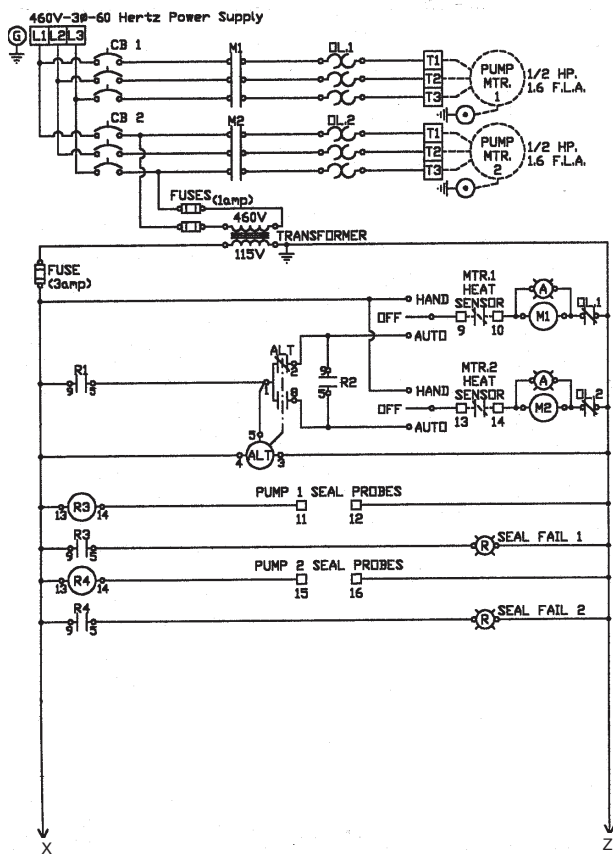 460V-3Ø-60 Hertz Power Supply
G L1 L2 L3
CB 1 M1 OL.1 T1 T2 T3 PUMP MTR. 1 1/2 HP. 1.6 F.L.A.
CB 2 M2 OL.2 T1 T2 T3 PUMP MTR. 2 1/2 HP. 1.6 F.L.A.
FUSES (1amp)
460V
TRANSFORMER
115V
FUSE
(3amp)
HAND
OFF
AUTO
MTR.1
HEAT
SENSOR
9 10
A
M1
OL.1
R1
9 5
ALT
1 2
8
9
R2
5
HAND
OFF
AUTO
MTR.2
HEAT
SENSOR
13 14
A
M2
OL.2
5
4 ALT 3
PUMP 1 SEAL PROBES
13 R3 14 11 12
R3
9 5 R SEAL FAIL 1
PUMP 2 SEAL PROBES
13 R4 14 15 16
R4
9 5 R SEAL FAIL 2
X Z